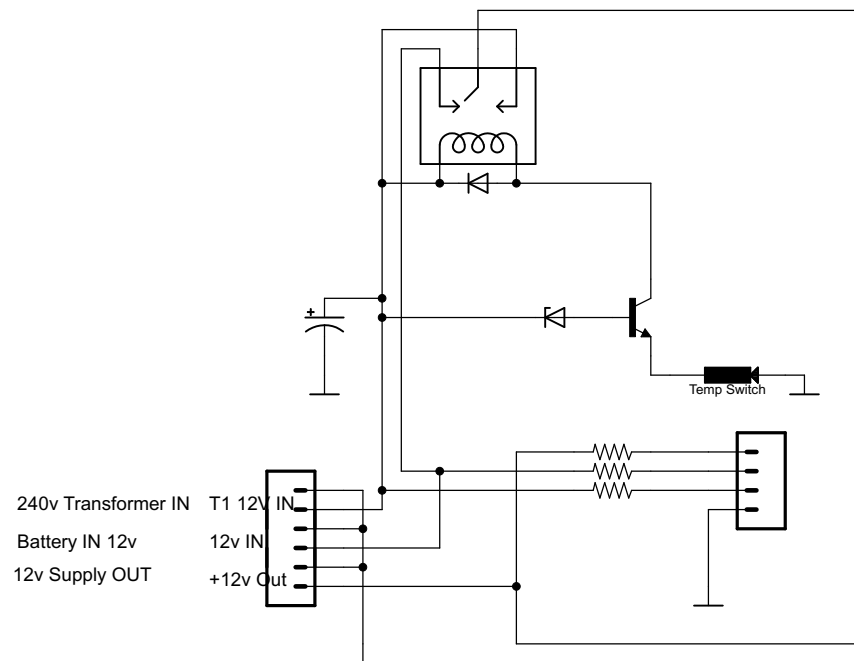 +
Temp Switch
240v Transformer IN T1 12V IN
Battery IN 12v 12v IN
12v Supply OUT +12v Out